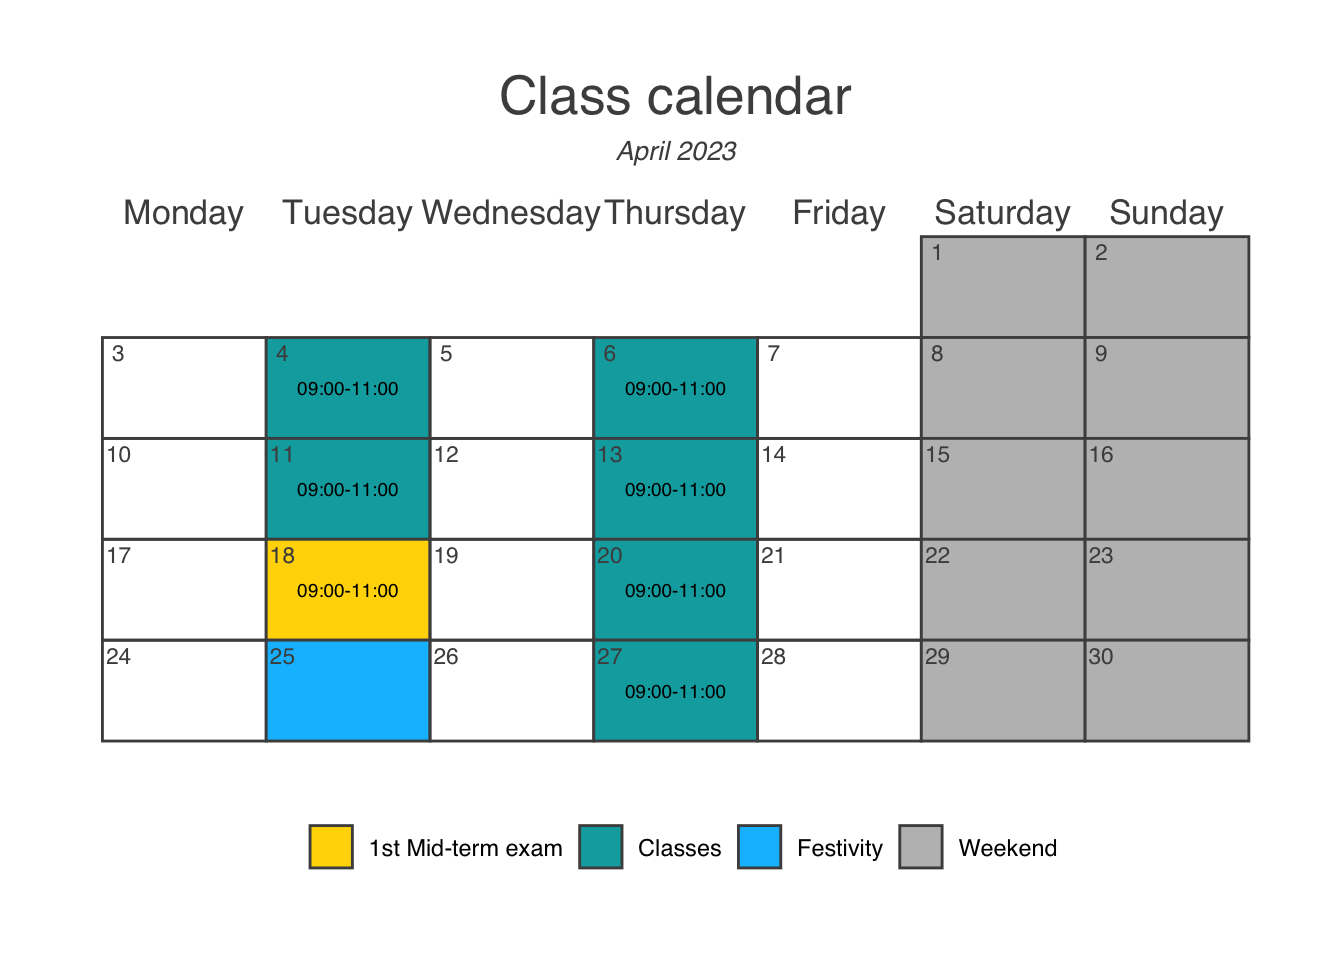 Class calendar
April 2023
Monday Tuesday Wednesday Thursday Friday Saturday Sunday
1 2
3 4 5 6 7 8 9
09:00-11:00 09:00-11:00
10 11 12 13 14 15 16
09:00-11:00 09:00-11:00
17 18 19 20 21 22 23
09:00-11:00 09:00-11:00
24 25 26 27 28 29 30
09:00-11:00
1st Mid-term exam Classes Festivity Weekend